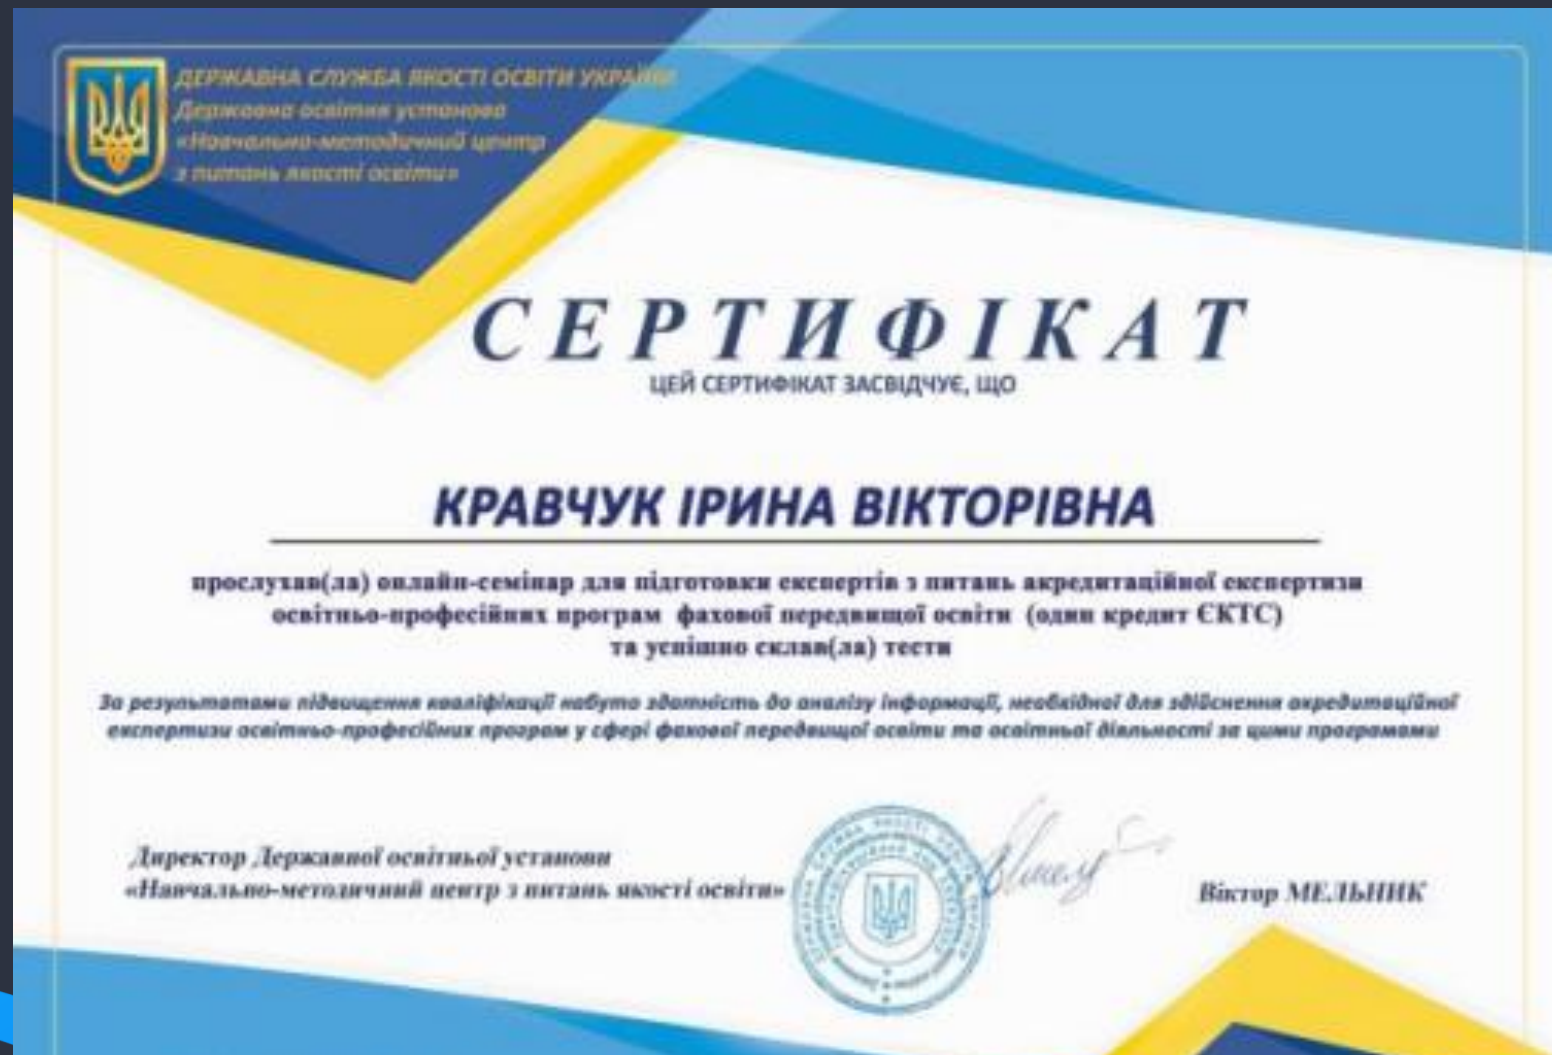 ДЕРЖАВНА СЛУЖБА ЯКОСТІ ОСВІТИ УКРАЇНИ
Державна освітня установа
«Навчально-методичний центр
з питань якості освіти»
СЕРТИФІКАТ
ЦЕЙ СЕРТИФІКАТ ЗАСВІДЧУЄ, ЩО
КРАВЧУК ІРИНА ВІКТОРІВНА
прослухав(ла) онлайн-семінар для підготовки експертів з питань акредитаційної експертизи
освітньо-професійних програм фахової передвищої освіти (один кредит ЄКТС)
та успішно склав(ла) тести
За результатами підвищення кваліфікації набуто здатність до аналізу інформації, необхідної для здійснення акредитаційної
експертизи освітньо-професійних програм у сфері фахової передвищої освіти та освітньої діяльності за цими програмами
Директор Державної освітньої установи
«Навчально-методичний центр з питань якості освіти»
Віктор МЕЛЬНИК